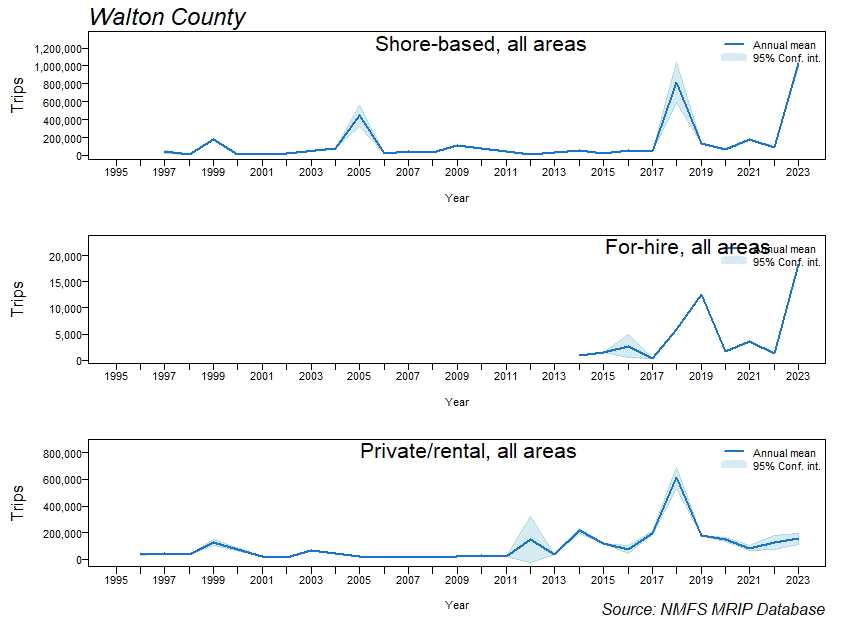 Walton County
Shore-based, all areas
Annual mean
95% Conf. int.
Trips
1,200,000
1,000,000
800,000
600,000
400,000
200,000
0
1995 1997 1999 2001 2003 2005 2007 2009 2011 2013 2015 2017 2019 2021 2023
Year
For-hire, all areas
Annual mean
95% Conf. int.
Trips
20,000
15,000
10,000
5,000
0
1995 1997 1999 2001 2003 2005 2007 2009 2011 2013 2015 2017 2019 2021 2023
Year
Private/rental, all areas
Annual mean
95% Conf. int.
Trips
800,000
600,000
400,000
200,000
0
1995 1997 1999 2001 2003 2005 2007 2009 2011 2013 2015 2017 2019 2021 2023
Year
Source: NMFS MRIP Database